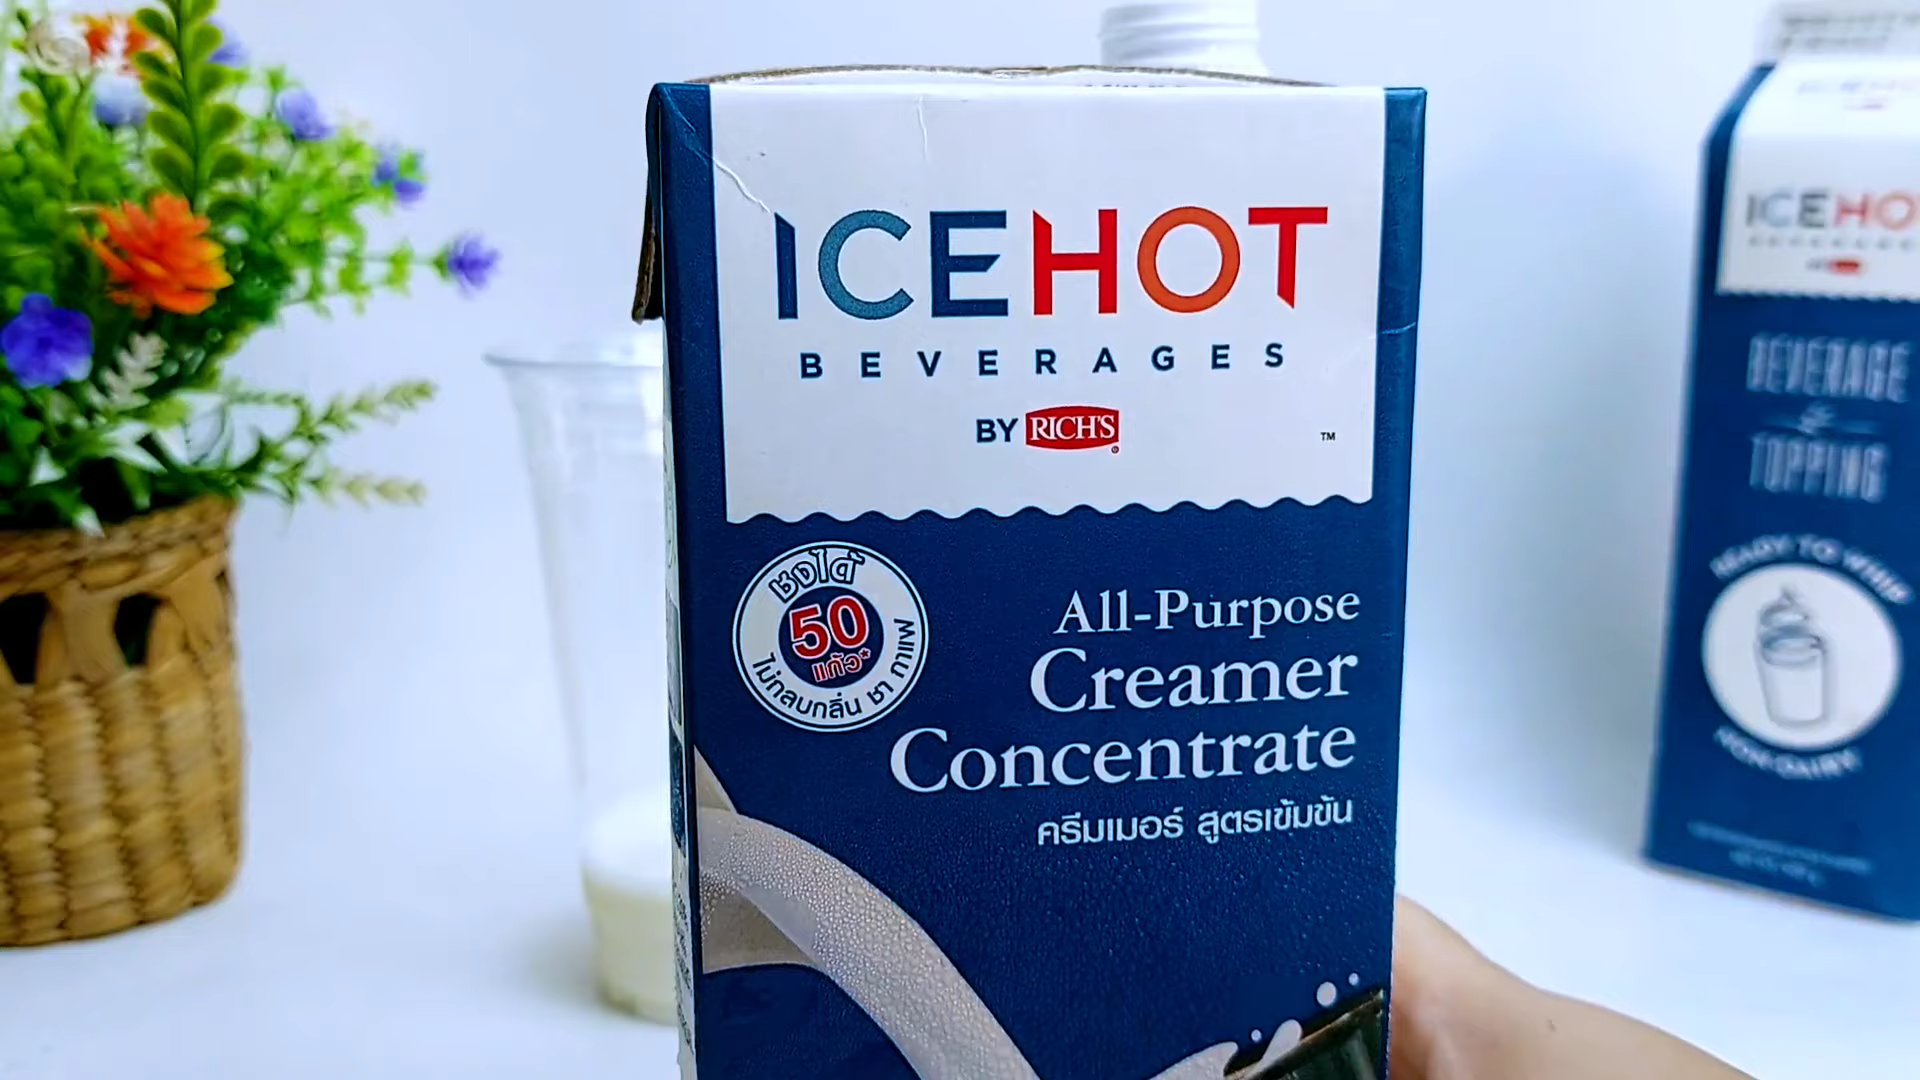 ICEHOT
BEVERAGES
BY RICH'S
™
ชงได้
50
แก้ว*
ไม่กลบกลิ่น ชา กาแฟ
All-Purpose
Creamer
Concentrate
ครีมเมอร์ สูตรเข้มข้น
ICEHO
BEVERAGE
&
TOPPING
READY TO WHIP
NON-DAIRY